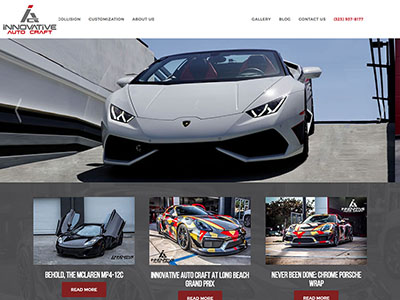 INNOVATIVE
AUTO CRAFT
COLLISION
CUSTOMIZATION
ABOUT US
GALLERY
BLOG
CONTACT US
(323) 927-8177
BEHOLD, THE MCLAREN MP4-12C
READ MORE
INNOVATIVE AUTO CRAFT AT LONG BEACH
GRAND PRIX
READ MORE
NEVER BEEN DONE: CHROME PORSCHE
WRAP
READ MORE